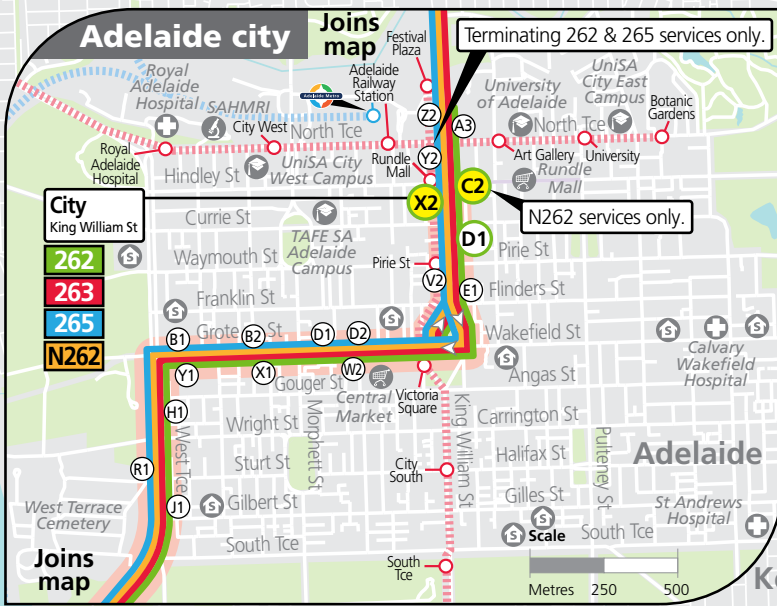 Adelaide city
Joins
map
Festival
Plaza
Terminating 262 & 265 services only.
Royal
Adelaide
Hospital
SAHMRI
Adelaide Metro
Adelaide
Railway
Station
University
of Adelaide
UniSA
City East
Campus
Botanic
Gardens
Z2
A3
City West
North Tce
North Tce
Royal
Adelaide
Hospital
Hindley St
UniSA City
West Campus
Rundle
Mall
Y2
Art Gallery
University
Rundle
Mall
X2
C2
City
King William St
N262 services only.
Currie St
TAFE SA
Adelaide
Campus
D1
262
263
265
N262
Waymouth St
Pirie St
Pirie St
Franklin St
V2
E1
Flinders St
Grote St
B1
B2
D1
D2
Wakefield St
Calvary
Wakefield
Hospital
Y1
X1
W2
Gouger St
Central
Market
Victoria
Square
Angas St
H1
West Tce
Wright St
Morphett St
King William St
Carrington St
Pulteney St
R1
Sturt St
City
South
Halifax St
Adelaide
West Terrace
Cemetery
J1
Gilbert St
Gilles St
St Andrews
Hospital
South Tce
Scale
South Tce
Joins
map
South
Tce
Metres
250
500